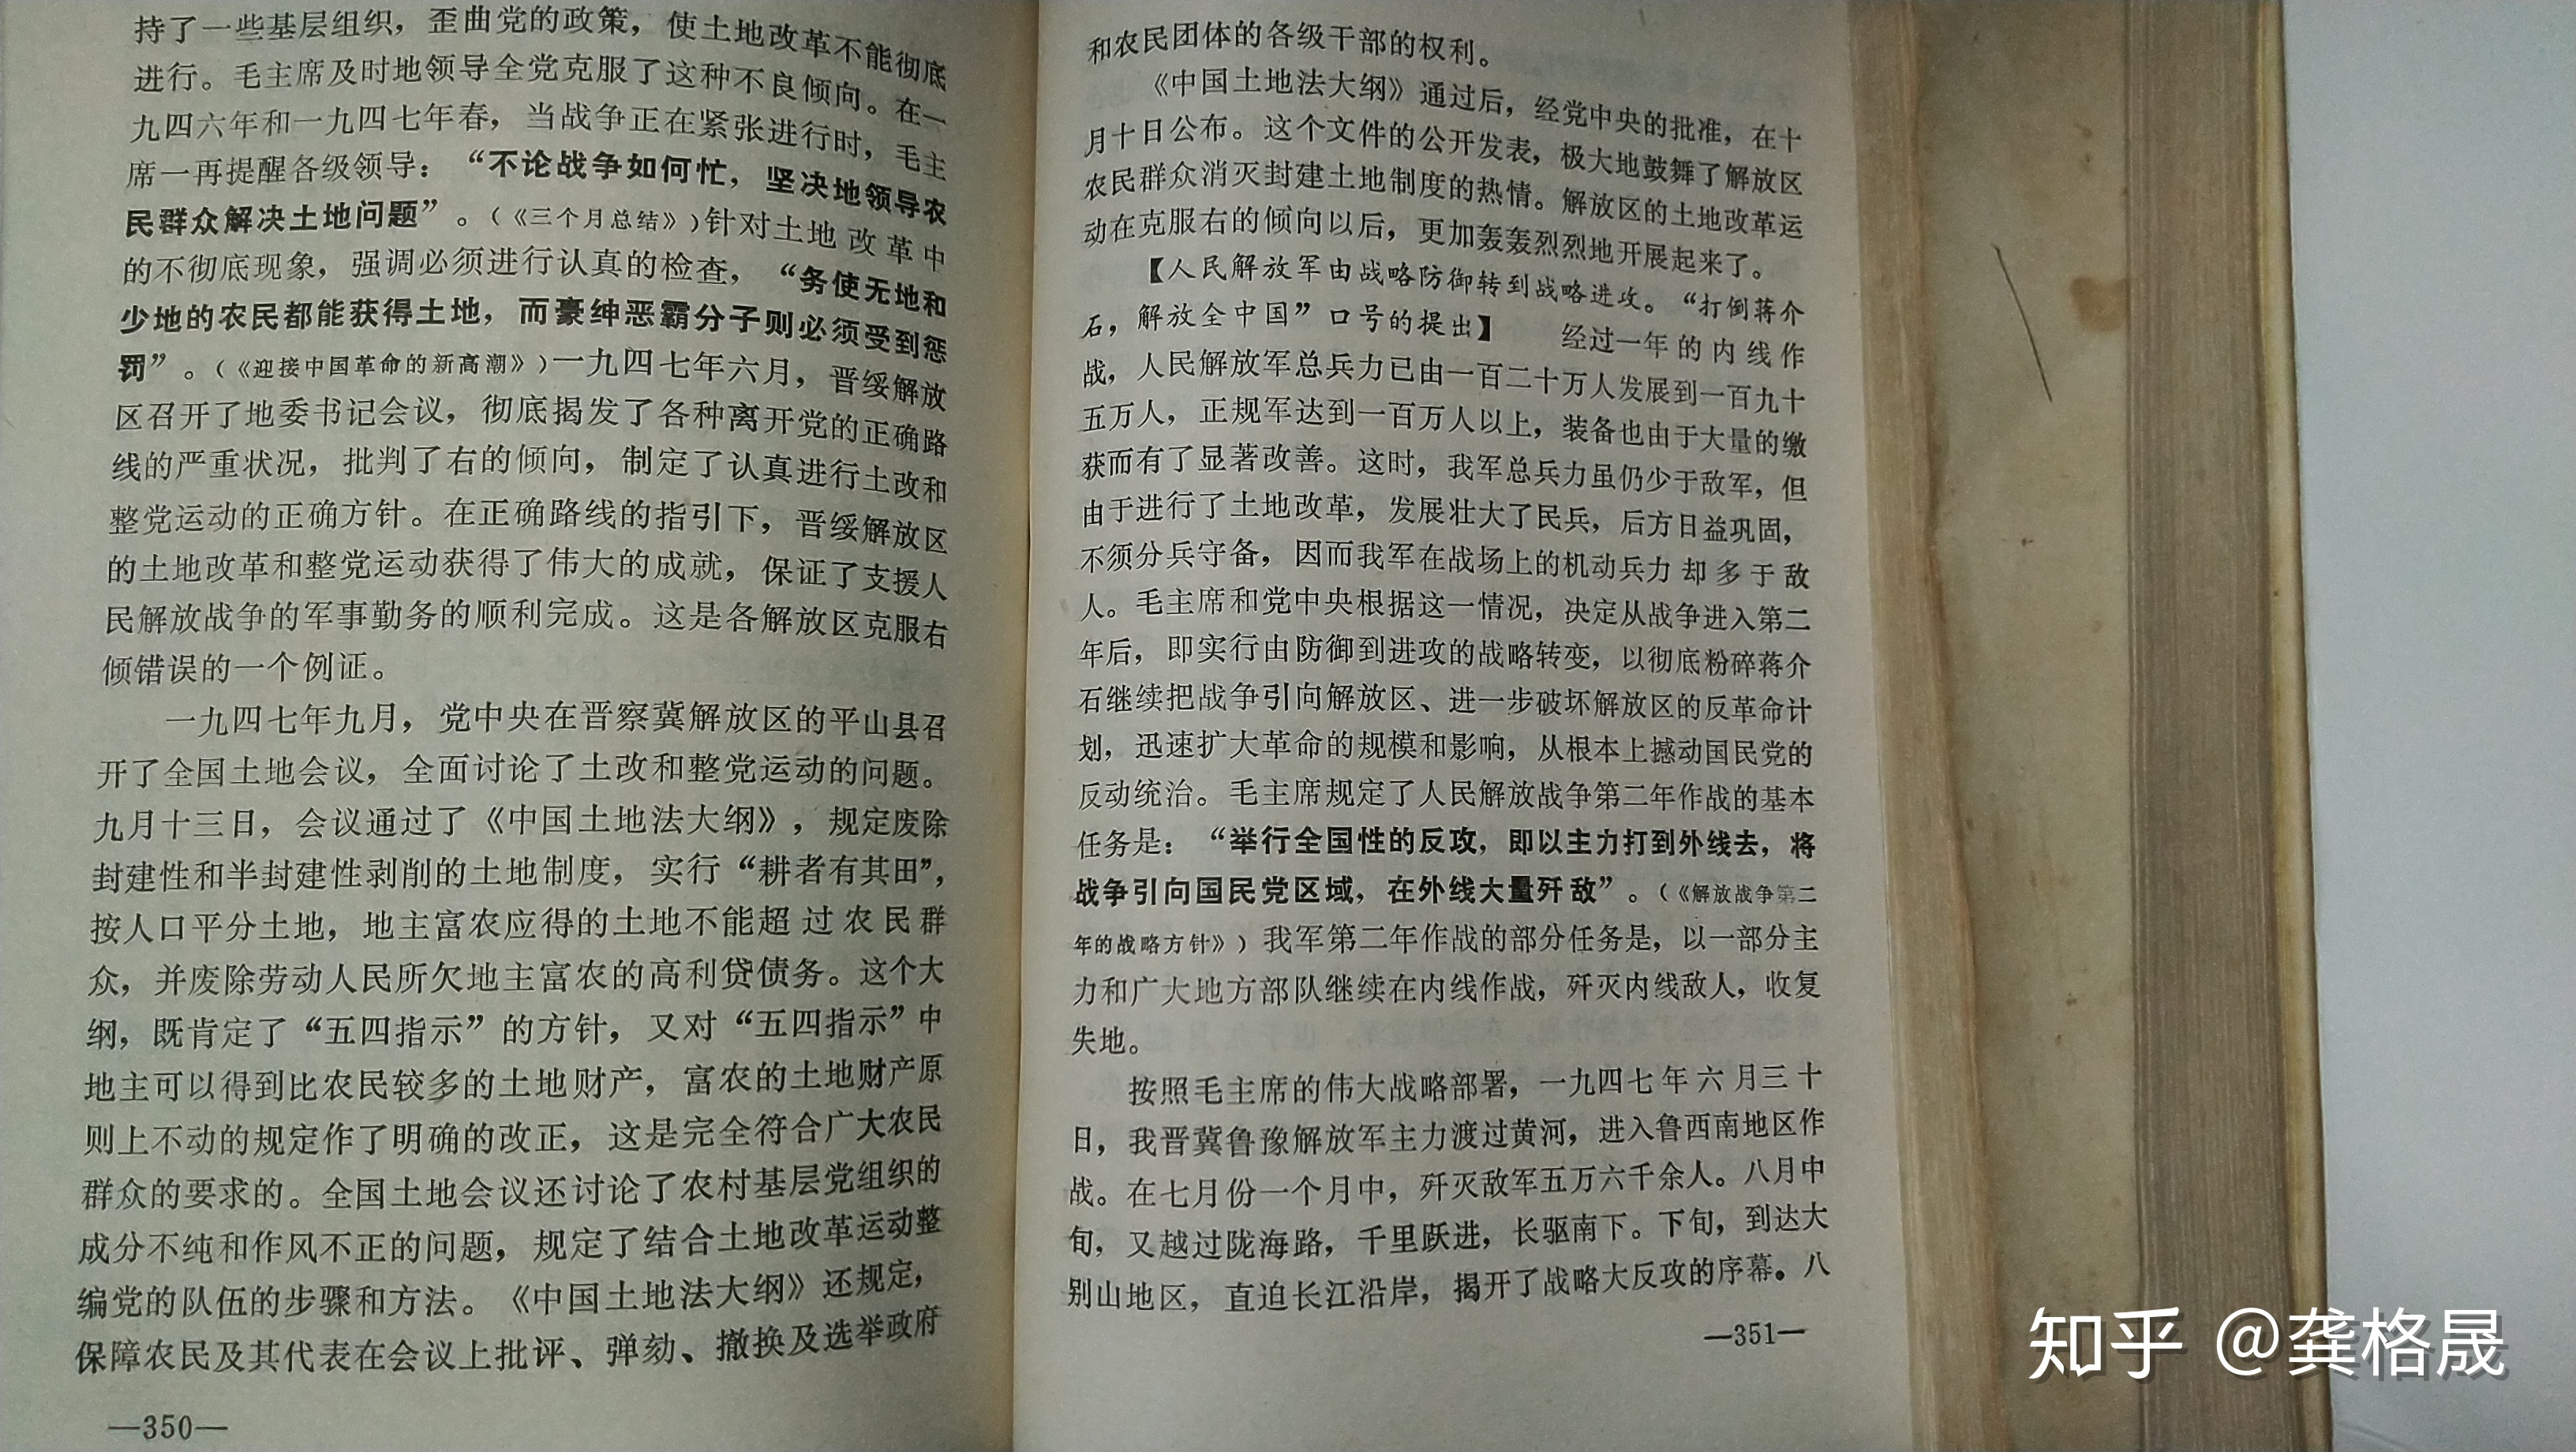 持了一些基层组织，歪曲党的政策，使土地改革不能彻底
进行。毛主席及时地领导全党克服了这种不良倾向。在一
九四六年和一九四七年春，当战争正在紧张进行时，毛主
席一再提醒各级领导：“不论战争如何忙，坚决地领导农
民群众解决土地问题”。（《三个月总结》）针对土地改革中
的不彻底现象，强调必须进行认真的检查，“务使无地和
少地的农民都能获得土地，而豪绅恶霸分子则必须受到惩
罚”。（《迎接中国革命的新高潮》）一九四七年六月，晋绥解放
区召开了地委书记会议，彻底揭发了各种离开党的正确路
线的严重状况，批判了右的倾向，制定了认真进行土改和
整党运动的正确方针。在正确路线的指引下，晋绥解放区
的土地改革和整党运动获得了伟大的成就，保证了支援人
民解放战争的军事勤务的顺利完成。这是各解放区克服右
倾错误的一个例证。
一九四七年九月，党中央在晋察冀解放区的平山县召
开了全国土地会议，全面讨论了土改和整党运动的问题。
九月十三日，会议通过了《中国土地法大纲》，规定废除
封建性和半封建性剥削的土地制度，实行“耕者有其田”，
按人口平分土地，地主富农应得的土地不能超过农民群
众，并废除劳动人民所欠地主富农的高利贷债务。这个大
纲，既肯定了“五四指示”的方针，又对“五四指示”中
地主可以得到比农民较多的土地财产，富农的土地财产原
则上不动的规定作了明确的改正，这是完全符合广大农民
群众的要求的。全国土地会议还讨论了农村基层党组织的
成分不纯和作风不正的问题，规定了结合土地改革运动整
编党的队伍的步骤和方法。《中国土地法大纲》还规定，
保障农民及其代表在会议上批评、弹劾、撤换及选举政府
—350—
和农民团体的各级干部的权利。
《中国土地法大纲》通过后，经党中央的批准，在十
月十日公布。这个文件的公开发表，极大地鼓舞了解放区
农民群众消灭封建土地制度的热情。解放区的土地改革运
动在克服右的倾向以后，更加轰轰烈烈地开展起来了。
【人民解放军由战略防御转到战略进攻。“打倒蒋介
石，解放全中国”口号的提出】 经过一年的内线作
战，人民解放军总兵力已由一百二十万人发展到一百九十
五万人，正规军达到一百万人以上，装备也由于大量的缴
获而有了显著改善。这时，我军总兵力虽仍少于敌军，但
由于进行了土地改革，发展壮大了民兵，后方日益巩固，
不须分兵守备，因而我军在战场上的机动兵力却多于敌
人。毛主席和党中央根据这一情况，决定从战争进入第二
年后，即实行由防御到进攻的战略转变，以彻底粉碎蒋介
石继续把战争引向解放区、进一步破坏解放区的反革命计
划，迅速扩大革命的规模和影响，从根本上撼动国民党的
反动统治。毛主席规定了人民解放战争第二年作战的基本
任务是：“举行全国性的反攻，即以主力打到外线去，将
战争引向国民党区域，在外线大量歼敌”。（《解放战争第二
年的战略方针》）我军第二年作战的部分任务是，以一部分主
力和广大地方部队继续在内线作战，歼灭内线敌人，收复
失地。
按照毛主席的伟大战略部署，一九四七年六月三十
日，我晋冀鲁豫解放军主力渡过黄河，进入鲁西南地区作
战。在七月份一个月中，歼灭敌军五万六千余人。八月中
旬，又越过陇海路，千里跃进，长驱南下。下旬，到达大
别山地区，直迫长江沿岸，揭开了战略大反攻的序幕。八
—351—
知乎 @龚格晟